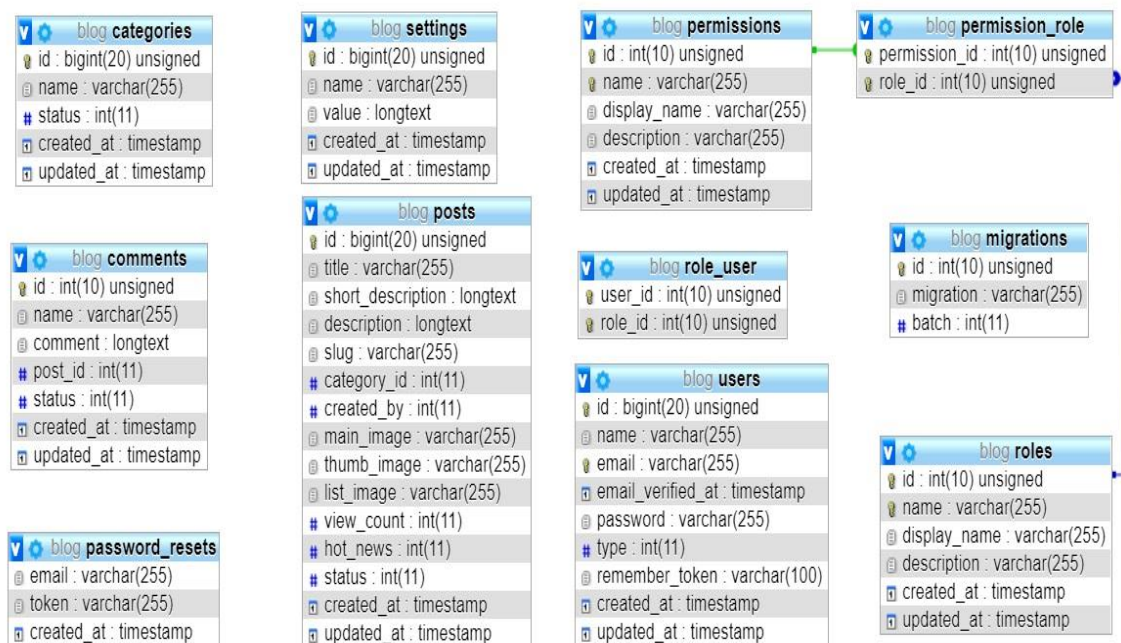 blog categories
id : bigint(20) unsigned
name : varchar(255)
status : int(11)
created_at : timestamp
updated_at : timestamp
blog settings
id : bigint(20) unsigned
name : varchar(255)
value : longtext
created_at : timestamp
updated_at : timestamp
blog permissions
id : int(10) unsigned
name : varchar(255)
display_name : varchar(255)
description : varchar(255)
created_at : timestamp
updated_at : timestamp
blog permission_role
permission_id : int(10) unsigned
role_id : int(10) unsigned
blog comments
id : int(10) unsigned
name : varchar(255)
comment : longtext
post_id : int(11)
status : int(11)
created_at : timestamp
updated_at : timestamp
blog posts
id : bigint(20) unsigned
title : varchar(255)
short_description : longtext
description : longtext
slug : varchar(255)
category_id : int(11)
created_by : int(11)
main_image : varchar(255)
thumb_image : varchar(255)
list_image : varchar(255)
view_count : int(11)
hot_news : int(11)
status : int(11)
created_at : timestamp
updated_at : timestamp
blog role_user
user_id : int(10) unsigned
role_id : int(10) unsigned
blog migrations
id : int(10) unsigned
migration : varchar(255)
batch : int(11)
blog users
id : bigint(20) unsigned
name : varchar(255)
email : varchar(255)
email_verified_at : timestamp
password : varchar(255)
type : int(11)
remember_token : varchar(100)
created_at : timestamp
updated_at : timestamp
blog roles
id : int(10) unsigned
name : varchar(255)
display_name : varchar(255)
description : varchar(255)
created_at : timestamp
updated_at : timestamp
blog password_resets
email : varchar(255)
token : varchar(255)
created_at : timestamp